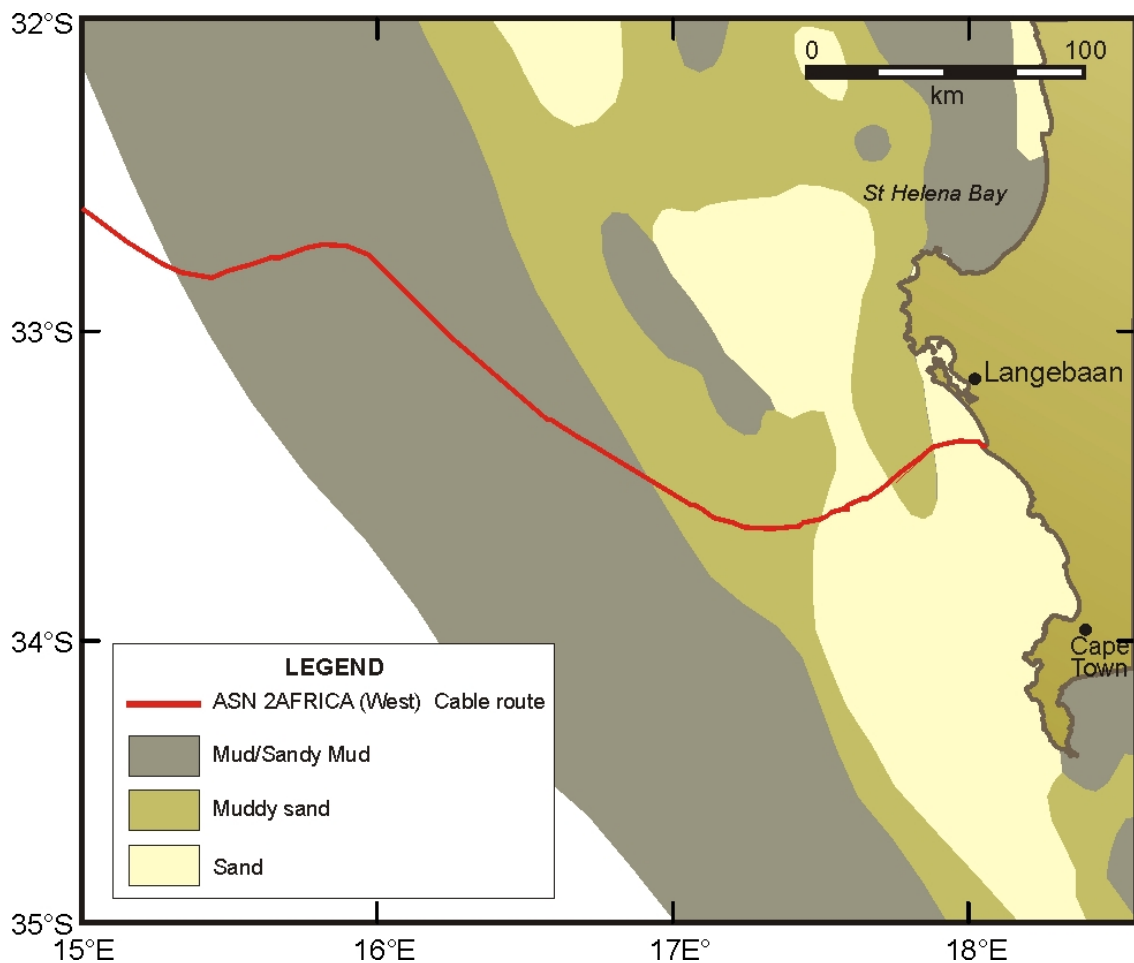 32°S
0 100
km
St Helena Bay
33°S
Langebaan
34°S
Cape
Town
LEGEND
ASN 2AFRICA (West) Cable route
Mud/Sandy Mud
Muddy sand
Sand
35°S
15°E 16°E 17E° 18°E